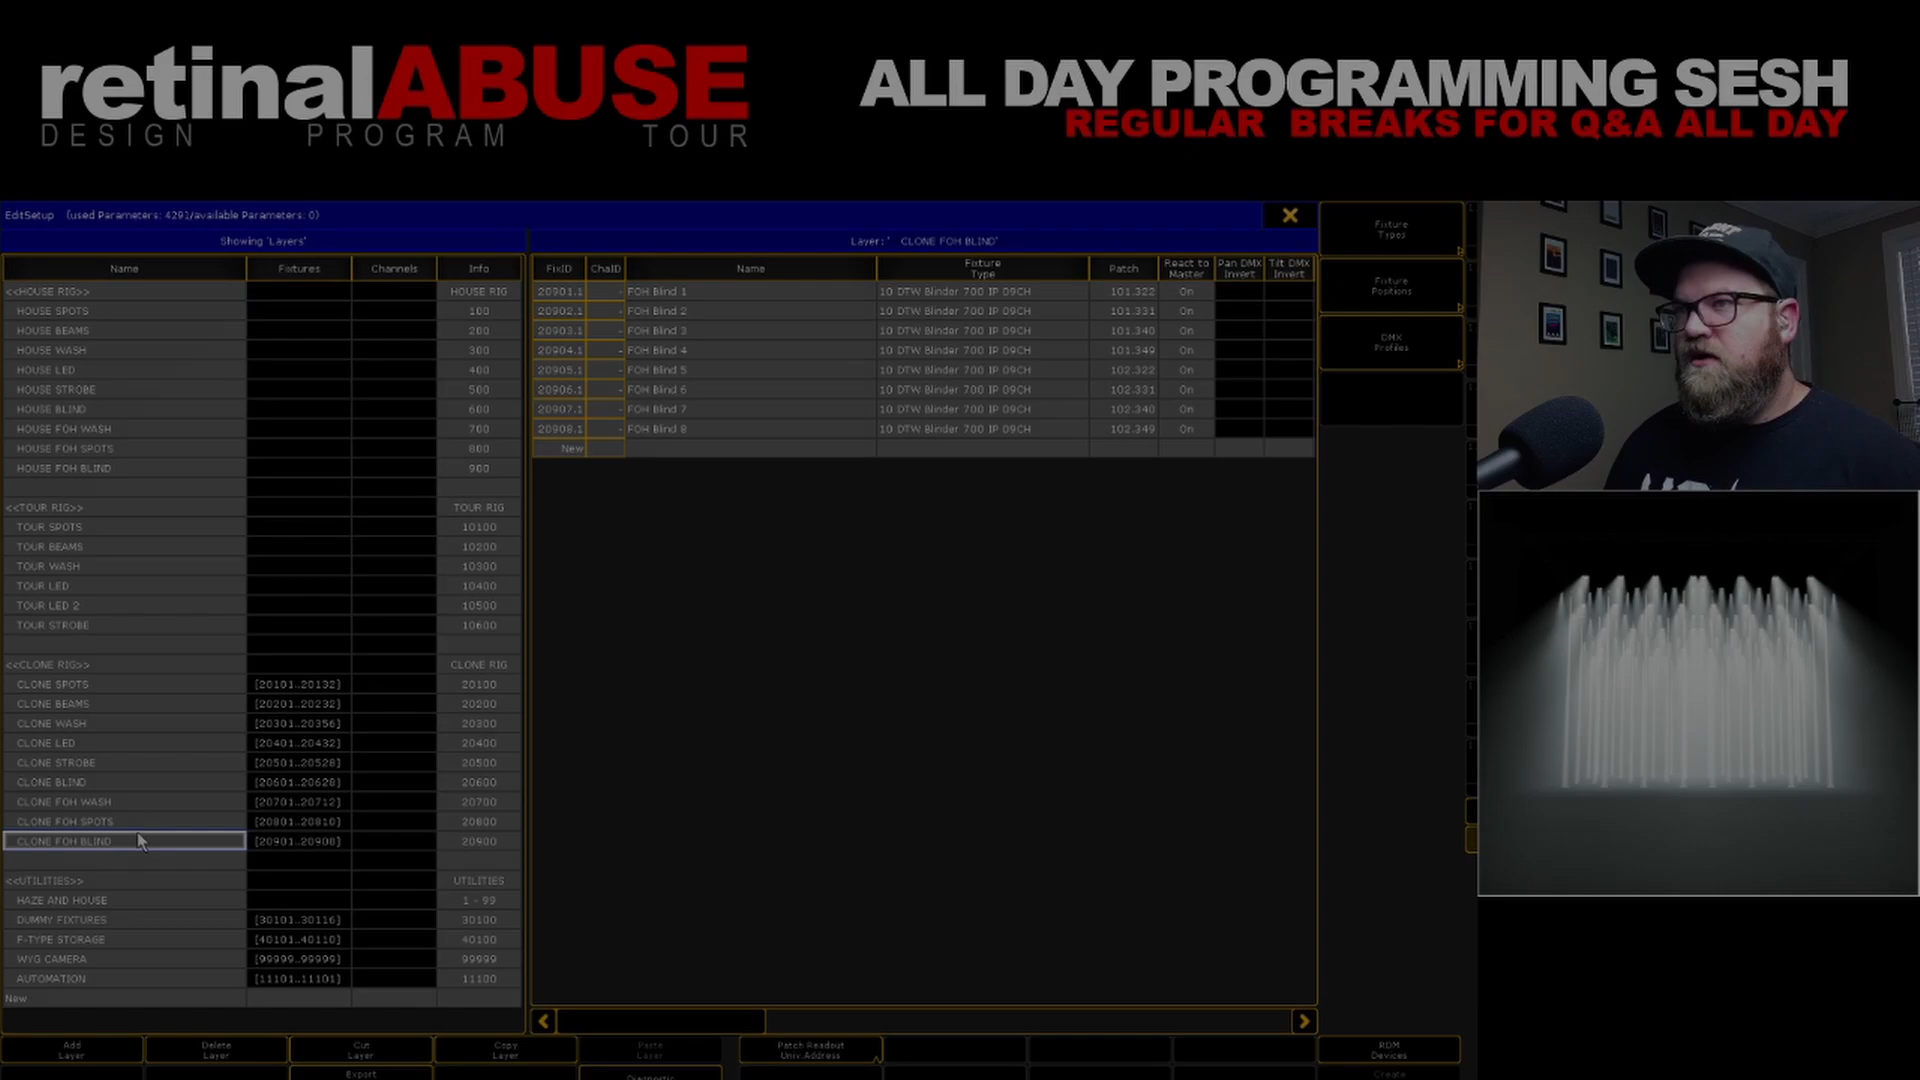 retinalABUSE
DESIGN PROGRAM TOUR
ALL DAY PROGRAMMING SESH
REGULAR BREAKS FOR Q&A ALL DAY
EditSetup (used Parameters: 4291/available Parameters: 0)
Showing 'Layers'
Name Fixtures Channels Info
<<HOUSE RIG>> HOUSE RIG
HOUSE SPOTS 100
HOUSE BEAMS 200
HOUSE WASH 300
HOUSE LED 400
HOUSE STROBE 500
HOUSE BLIND 600
HOUSE FOH WASH 700
HOUSE FOH SPOTS 800
HOUSE FOH BLIND 900
<<TOUR RIG>> TOUR RIG
TOUR SPOTS 10100
TOUR BEAMS 10200
TOUR WASH 10300
TOUR LED 10400
TOUR LED 2 10500
TOUR STROBE 10600
<<CLONE RIG>> CLONE RIG
CLONE SPOTS [20101..20132] 20100
CLONE BEAMS [20201..20232] 20200
CLONE WASH [20301..20356] 20300
CLONE LED [20401..20432] 20400
CLONE STROBE [20501..20528] 20500
CLONE BLIND [20601..20628] 20600
CLONE FOH WASH [20701..20712] 20700
CLONE FOH SPOTS [20801..20810] 20800
CLONE FOH BLIND [20901..20908] 20900
<<UTILITIES>> UTILITIES
HAZE AND HOUSE 1 - 99
DUMMY FIXTURES [30101..30116] 30100
F-TYPE STORAGE [40101..40110] 40100
WYG CAMERA [99999..99999] 99999
AUTOMATION [11101..11101] 11100
New
Layer: ' CLONE FOH BLIND'
FixID ChaID Name Fixture Type Patch React to Master Pan DMX Invert Tilt DMX Invert
20901.1 - FOH Blind 1 10 DTW Blinder 700 IP 09CH 101.322 On
20902.1 - FOH Blind 2 10 DTW Blinder 700 IP 09CH 101.331 On
20903.1 - FOH Blind 3 10 DTW Blinder 700 IP 09CH 101.340 On
20904.1 - FOH Blind 4 10 DTW Blinder 700 IP 09CH 101.349 On
20905.1 - FOH Blind 5 10 DTW Blinder 700 IP 09CH 102.322 On
20906.1 - FOH Blind 6 10 DTW Blinder 700 IP 09CH 102.331 On
20907.1 - FOH Blind 7 10 DTW Blinder 700 IP 09CH 102.340 On
20908.1 - FOH Blind 8 10 DTW Blinder 700 IP 09CH 102.349 On
New
Fixture Types
Fixture Positions
DMX Profiles
Add Layer
Delete Layer
Cut Layer
Copy Layer
Paste Layer
Patch Readout Univ.Address
RDM Devices
Export
Diagnostic
Create